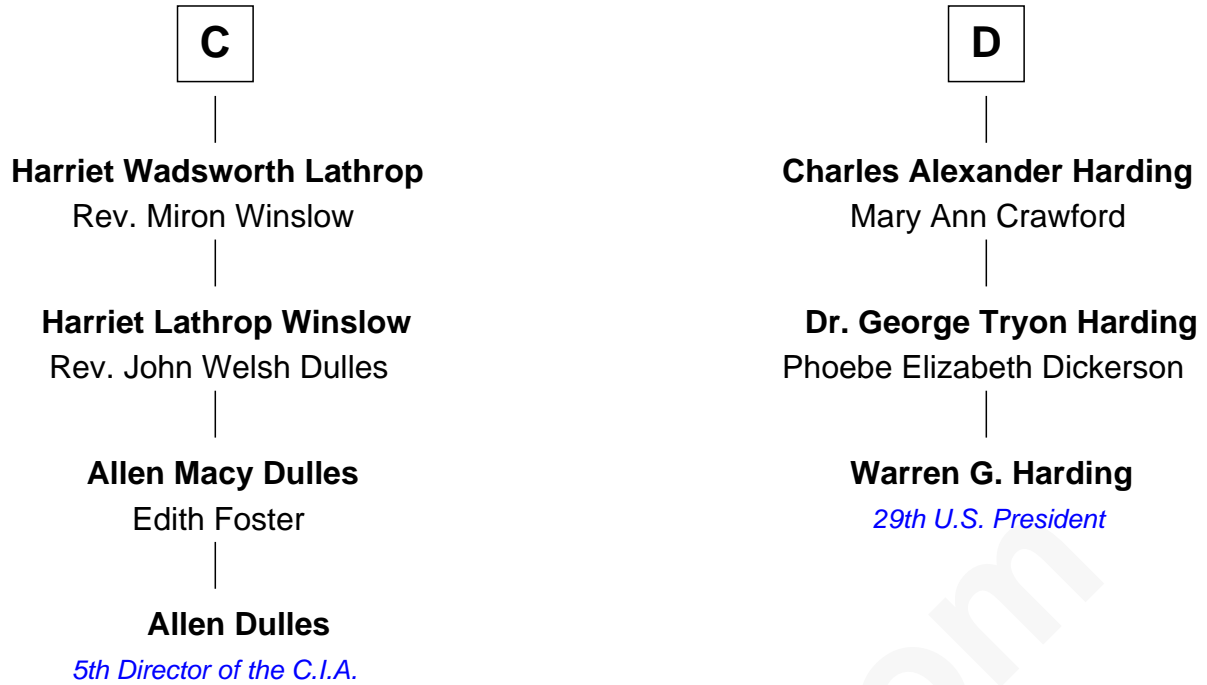 C
Harriet Wadsworth Lathrop
Rev. Miron Winslow
Harriet Lathrop Winslow
Rev. John Welsh Dulles
Allen Macy Dulles
Edith Foster
Allen Dulles
5th Director of the C.I.A.
D
Charles Alexander Harding
Mary Ann Crawford
Dr. George Tryon Harding
Phoebe Elizabeth Dickerson
Warren G. Harding
29th U.S. President
om